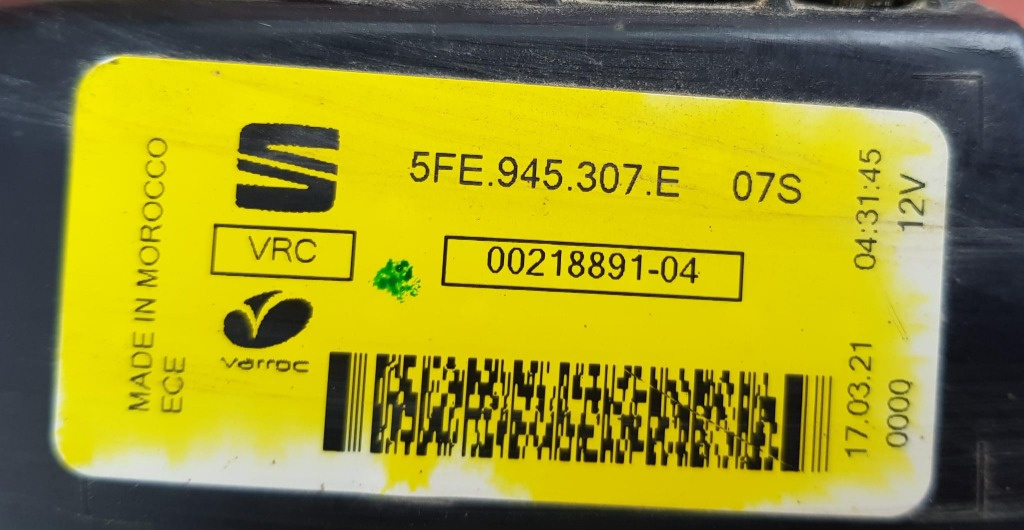 5FE.945.307.E 07S
VRC
00218891-04
varroc
MADE IN MOROCCO
ECE
17.03.21 04:31:45
0000 12V